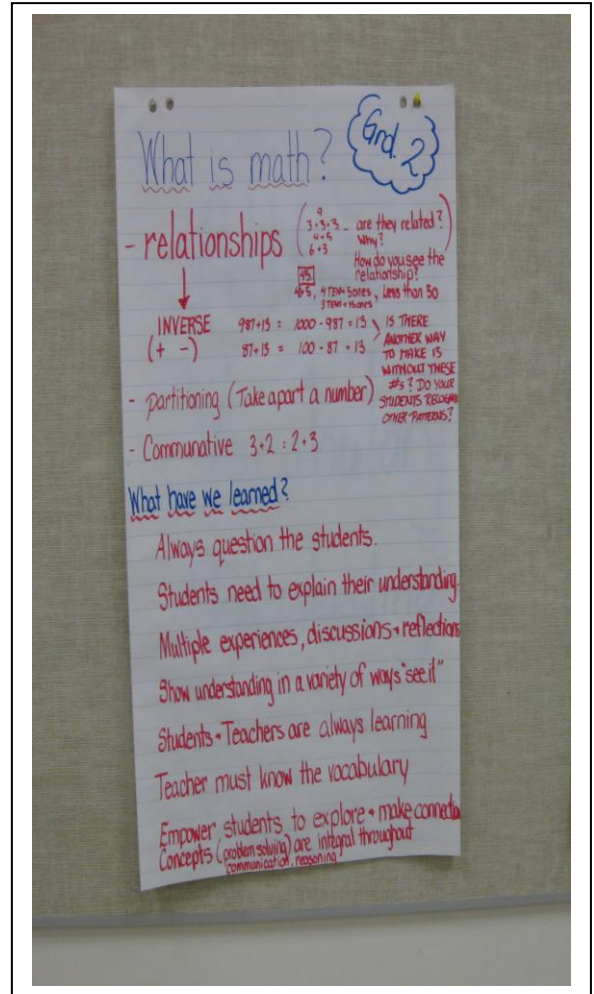 What is math?
Grd. 2
- relationships
9
3+3+3
4+5
6+3
are they related?
Why?
How do you see the
relationship?
45
4 TENS + 5 ones, Less than 50
3 TENS + 15 ones
INVERSE
(+ -)
987+13 = 1000 - 987 = 13
87+13 = 100 - 87 = 13
IS THERE
ANOTHER WAY
TO MAKE 13
WITHOUT THESE
#s? DO YOUR
STUDENTS
OTHER PATTERNS?
- partitioning (Take apart a number)
- Communative 3+2 = 2+3
What have we learned?
Always question the students.
Students need to explain their understanding
Multiple experiences, discussions + reflections
Show understanding in a variety of ways "see it"
Students + Teachers are always learning
Teacher must know the vocabulary
Empower students to explore + make connections
Concepts (problem solving) are integral throughout
communication, reasoning